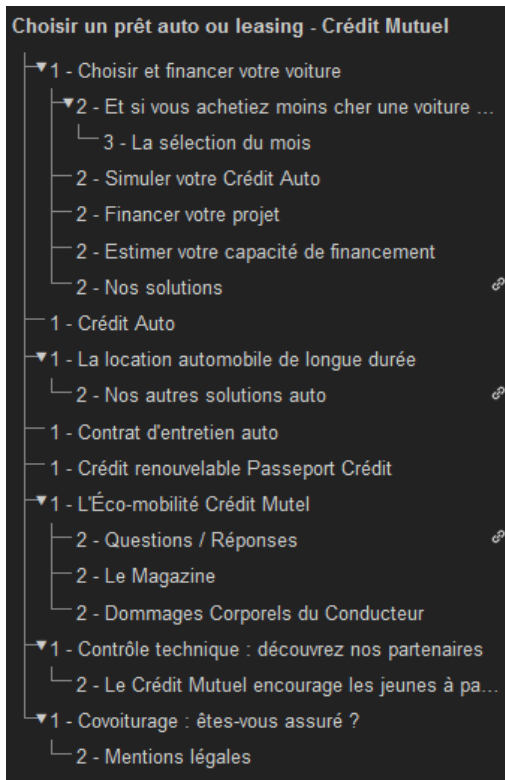 Choisir un prêt auto ou leasing - Crédit Mutuel
1 - Choisir et financer votre voiture
2 - Et si vous achetiez moins cher une voiture ...
3 - La sélection du mois
2 - Simuler votre Crédit Auto
2 - Financer votre projet
2 - Estimer votre capacité de financement
2 - Nos solutions
1 - Crédit Auto
1 - La location automobile de longue durée
2 - Nos autres solutions auto
1 - Contrat d'entretien auto
1 - Crédit renouvelable Passeport Crédit
1 - L'Éco-mobilité Crédit Mutel
2 - Questions / Réponses
2 - Le Magazine
2 - Dommages Corporels du Conducteur
1 - Contrôle technique : découvrez nos partenaires
2 - Le Crédit Mutuel encourage les jeunes à pa...
1 - Covoiturage : êtes-vous assuré ?
2 - Mentions légales